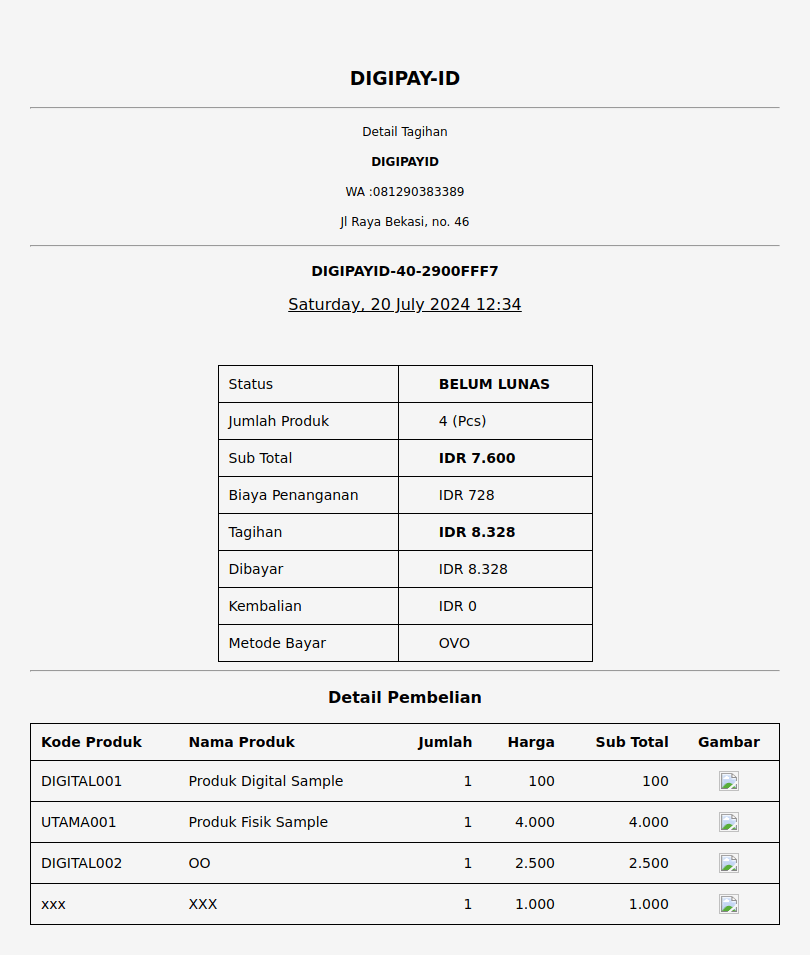 DIGIPAY-ID
Detail Tagihan
DIGIPAYID
WA :081290383389
Jl Raya Bekasi, no. 46
DIGIPAYID-40-2900FFF7
Saturday, 20 July 2024 12:34
Status BELUM LUNAS
Jumlah Produk 4 (Pcs)
Sub Total IDR 7.600
Biaya Penanganan IDR 728
Tagihan IDR 8.328
Dibayar IDR 8.328
Kembalian IDR 0
Metode Bayar OVO
Detail Pembelian
Kode Produk Nama Produk Jumlah Harga Sub Total Gambar
DIGITAL001 Produk Digital Sample 1 100 100
UTAMA001 Produk Fisik Sample 1 4.000 4.000
DIGITAL002 OO 1 2.500 2.500
xxx XXX 1 1.000 1.000